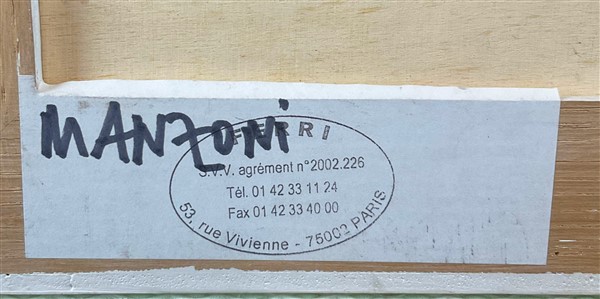 MANZONI
FERRI
S.V.V. agrément n°2002.226
Tél. 01 42 33 11 24
Fax 01 42 33 40 00
53, rue Vivienne - 75002 PARIS